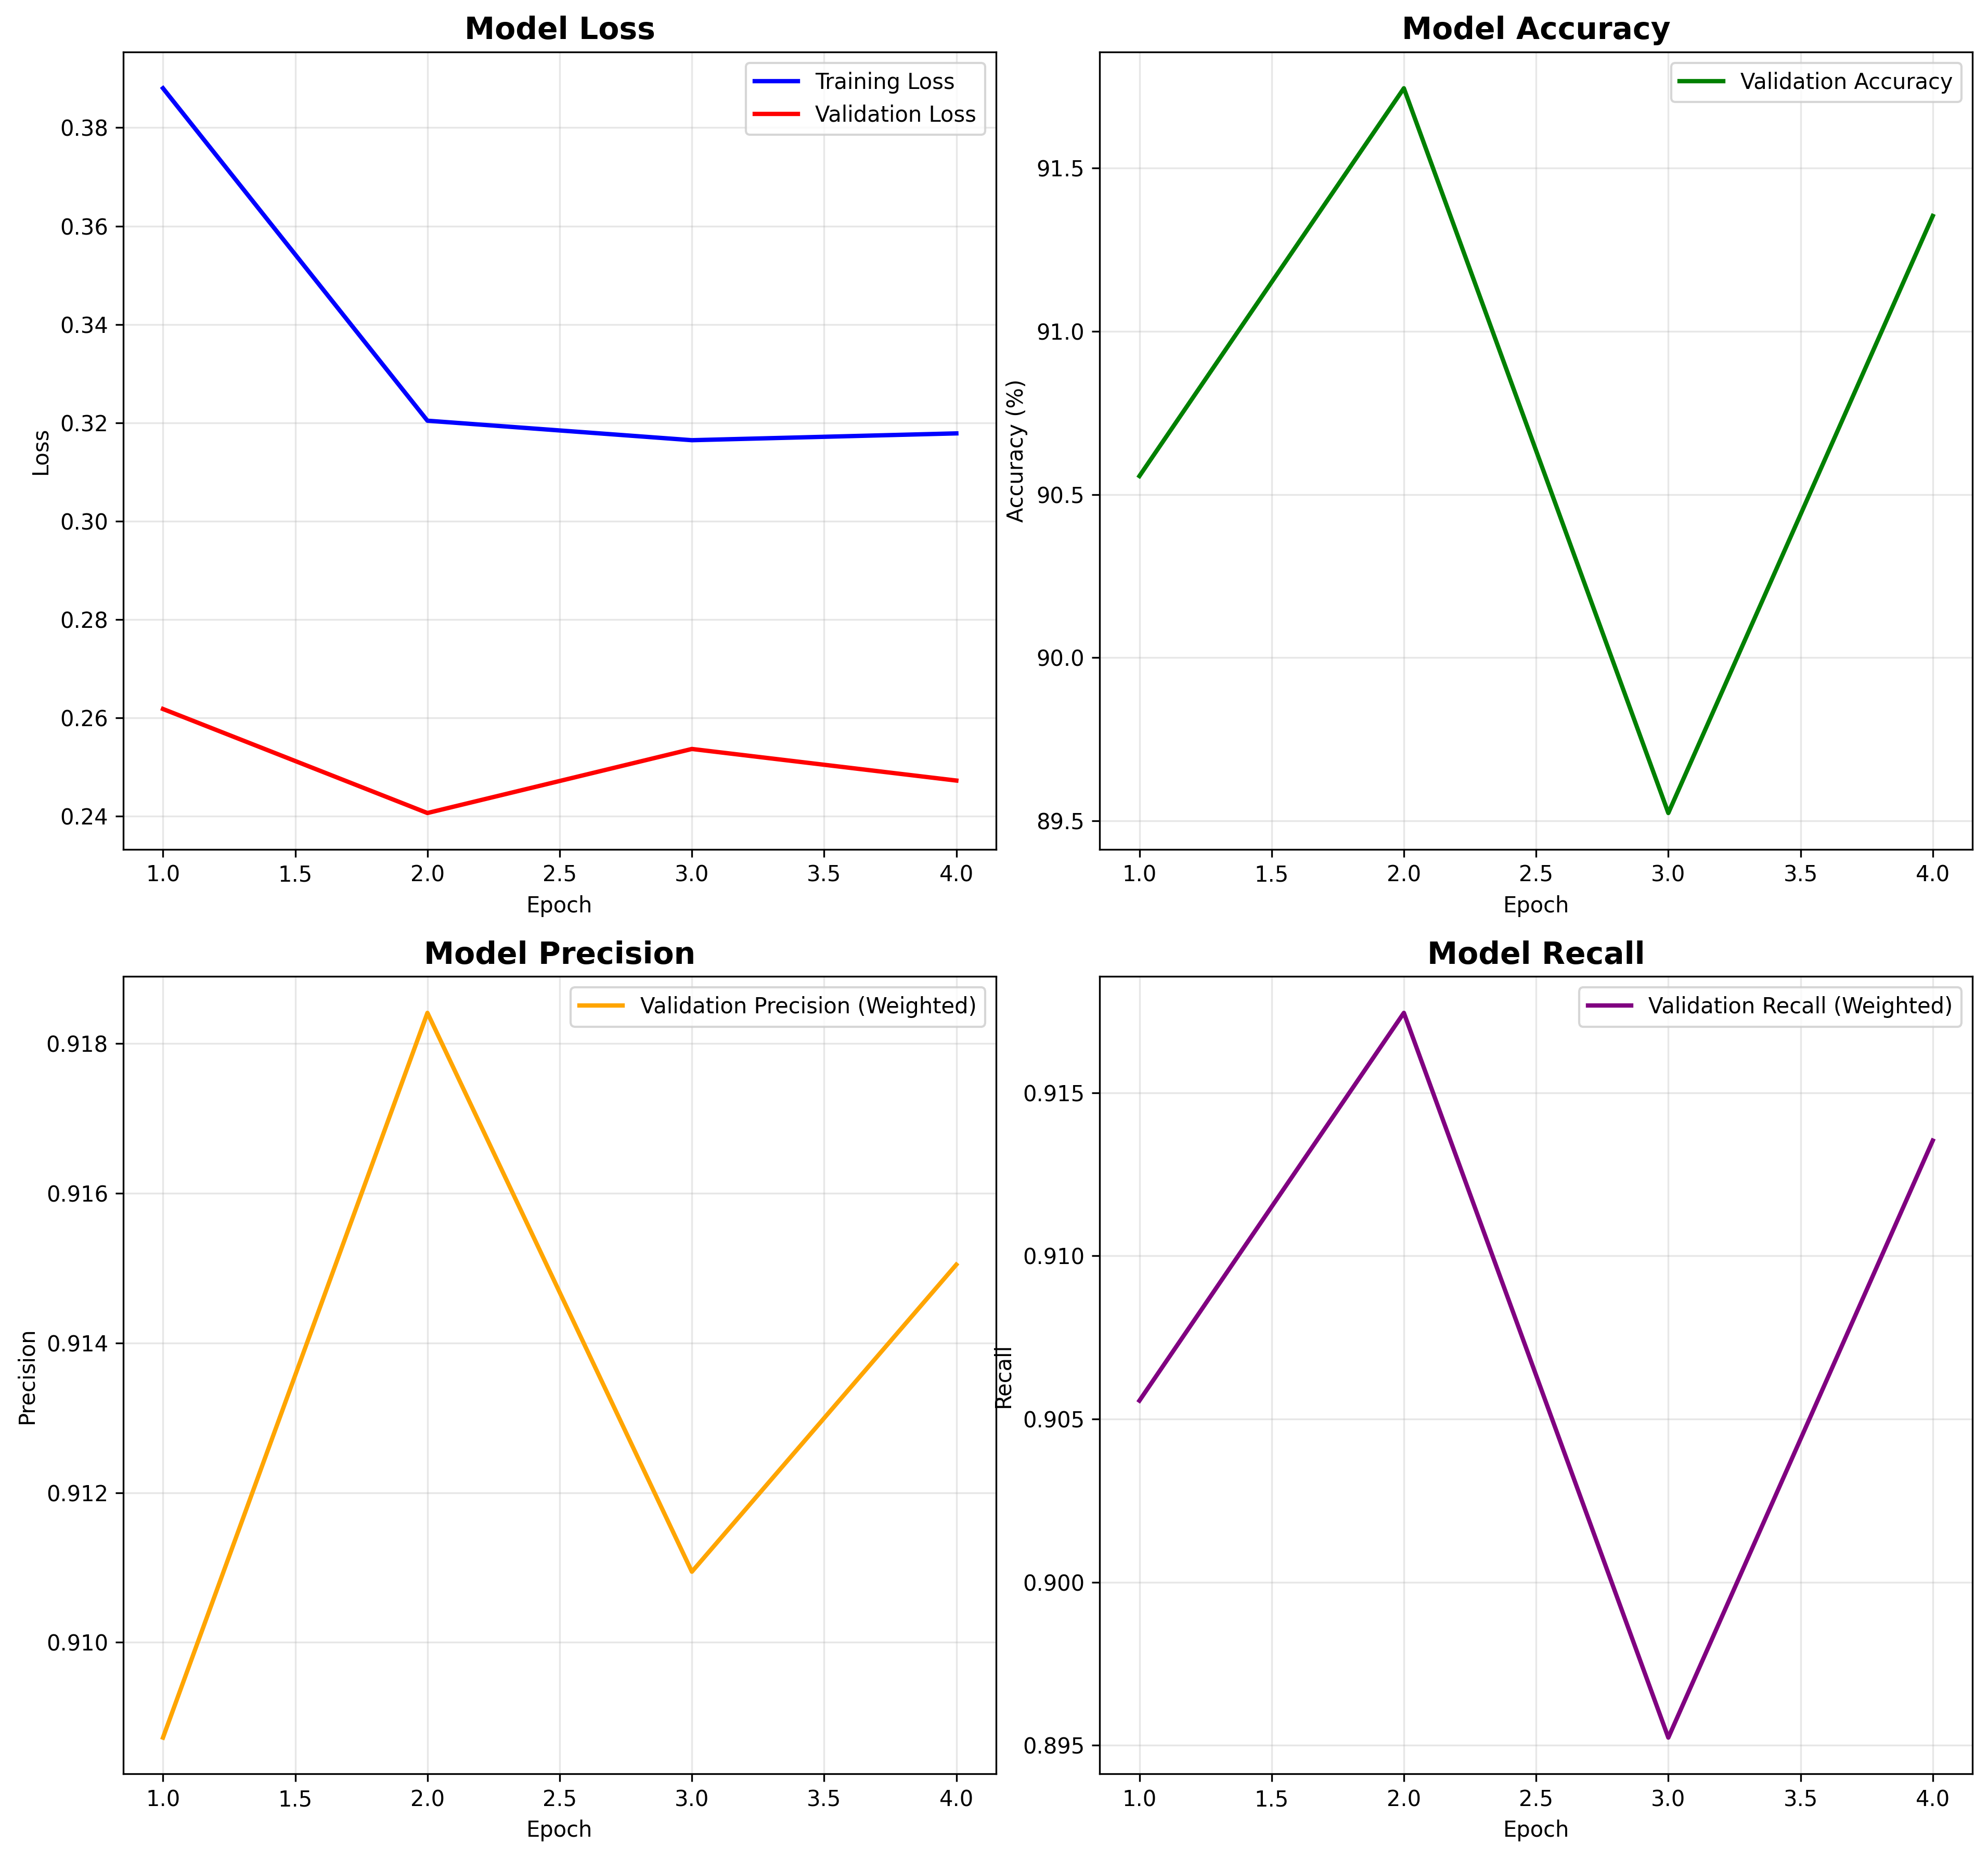 Model Loss
Training Loss
Validation Loss
0.38
0.36
0.34
0.32
0.30
0.28
0.26
0.24
Loss
1.0 1.5 2.0 2.5 3.0 3.5 4.0
Epoch
Model Accuracy
Validation Accuracy
91.5
91.0
90.5
90.0
89.5
Accuracy (%)
1.0 1.5 2.0 2.5 3.0 3.5 4.0
Epoch
Model Precision
Validation Precision (Weighted)
0.918
0.916
0.914
0.912
0.910
Precision
1.0 1.5 2.0 2.5 3.0 3.5 4.0
Epoch
Model Recall
Validation Recall (Weighted)
0.915
0.910
0.905
0.900
0.895
Recall
1.0 1.5 2.0 2.5 3.0 3.5 4.0
Epoch